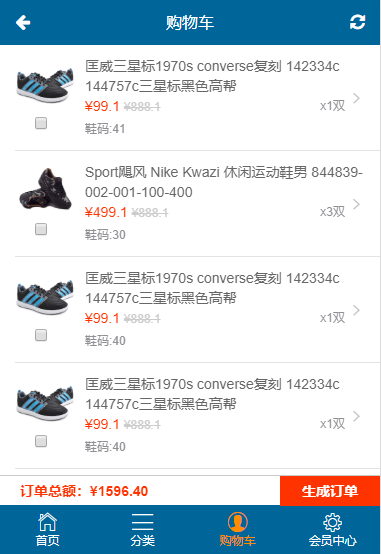 购物车
匡威三星标1970s converse复刻 142334c
144757c三星标黑色高帮
¥99.1 ¥888.1
x1双
鞋码:41
Sport飓风 Nike Kwazi 休闲运动鞋男 844839-
002-001-100-400
¥499.1 ¥888.1
x3双
鞋码:30
匡威三星标1970s converse复刻 142334c
144757c三星标黑色高帮
¥99.1 ¥888.1
x1双
鞋码:40
匡威三星标1970s converse复刻 142334c
144757c三星标黑色高帮
¥99.1 ¥888.1
x1双
鞋码:40
订单总额：¥1596.40
生成订单
首页
分类
购物车
会员中心